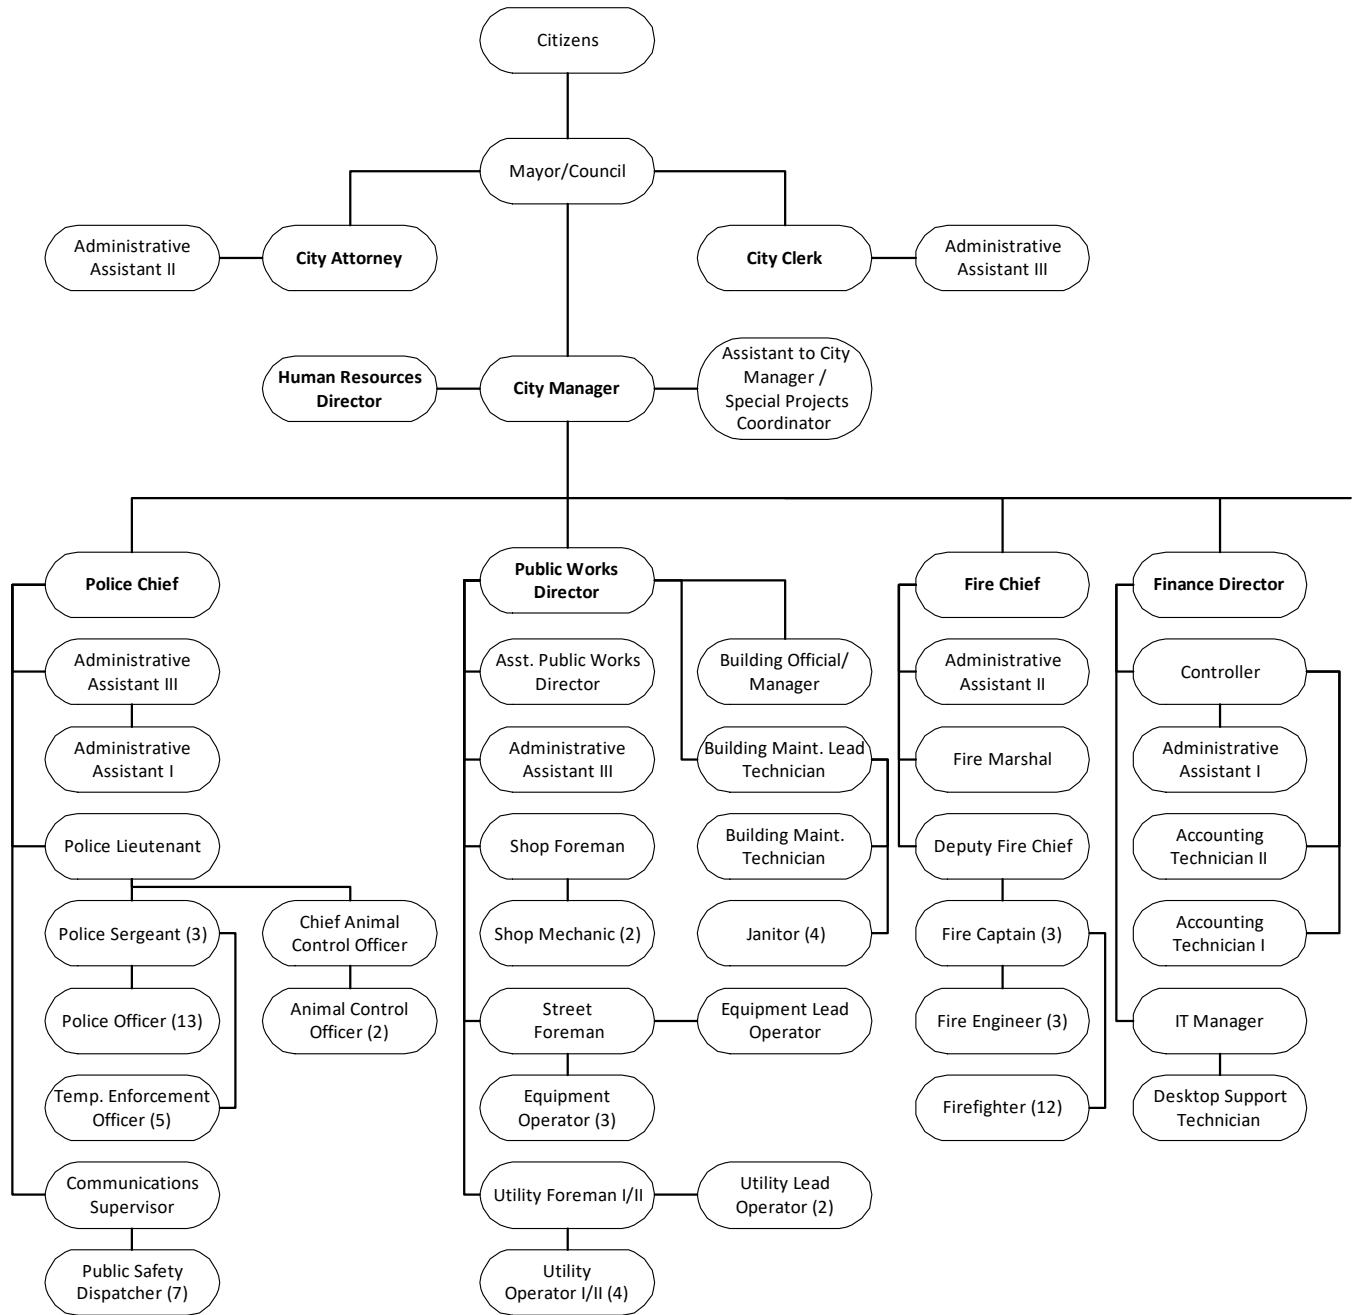 Citizens
Mayor/Council
Administrative
Assistant II
City Attorney
City Clerk
Administrative
Assistant III
Human Resources
Director
City Manager
Assistant to City
Manager /
Special Projects
Coordinator
Police Chief
Administrative
Assistant III
Administrative
Assistant I
Police Lieutenant
Police Sergeant (3)
Police Officer (13)
Temp. Enforcement
Officer (5)
Chief Animal
Control Officer
Animal Control
Officer (2)
Communications
Supervisor
Public Safety
Dispatcher (7)
Public Works
Director
Asst. Public Works
Director
Administrative
Assistant III
Shop Foreman
Shop Mechanic (2)
Street
Foreman
Equipment
Operator (3)
Utility Foreman I/II
Utility
Operator I/II (4)
Building Official/
Manager
Building Maint. Lead
Technician
Building Maint.
Technician
Janitor (4)
Equipment Lead
Operator
Utility Lead
Operator (2)
Fire Chief
Administrative
Assistant II
Fire Marshal
Deputy Fire Chief
Fire Captain (3)
Fire Engineer (3)
Firefighter (12)
Finance Director
Controller
Administrative
Assistant I
Accounting
Technician II
Accounting
Technician I
IT Manager
Desktop Support
Technician